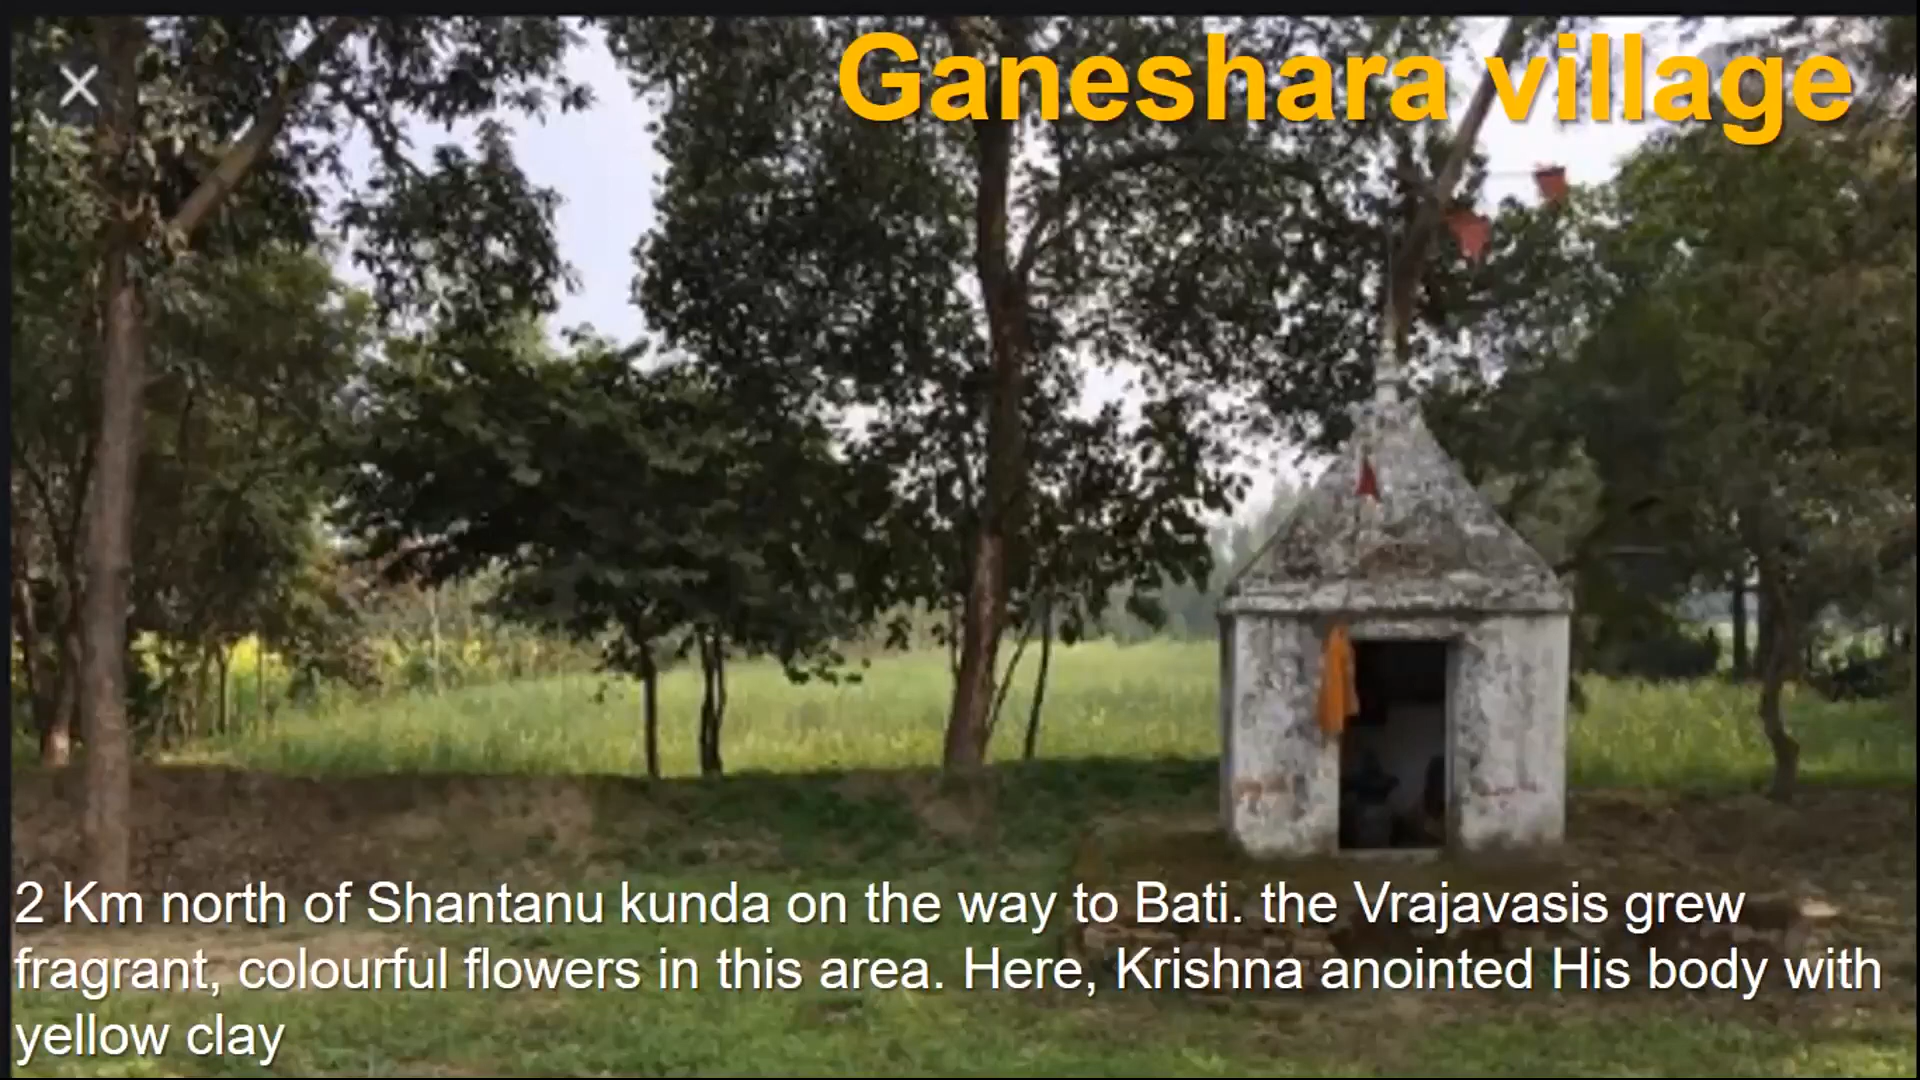 Ganeshara village
2 Km north of Shantanu kunda on the way to Bati. the Vrajavasis grew
fragrant, colourful flowers in this area. Here, Krishna anointed His body with
yellow clay